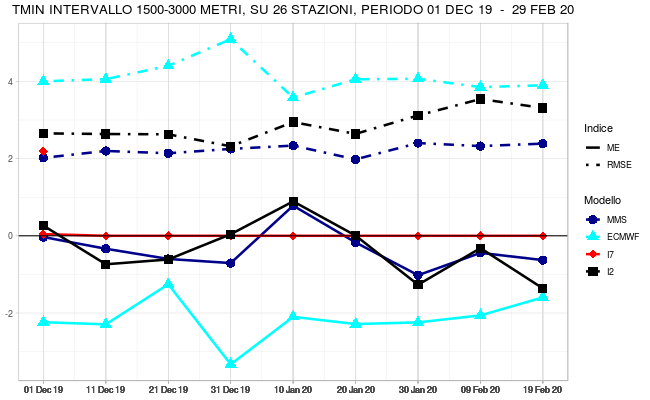 TMIN INTERVALLO 1500-3000 METRI, SU 26 STAZIONI, PERIODO 01 DEC 19 - 29 FEB 20
4
2
0
-2
01 Dec 19 11 Dec 19 21 Dec 19 31 Dec 19 10 Jan 20 20 Jan 20 30 Jan 20 09 Feb 20 19 Feb 20
Indice
ME
RMSE
Modello
MMS
ECMWF
I7
I2